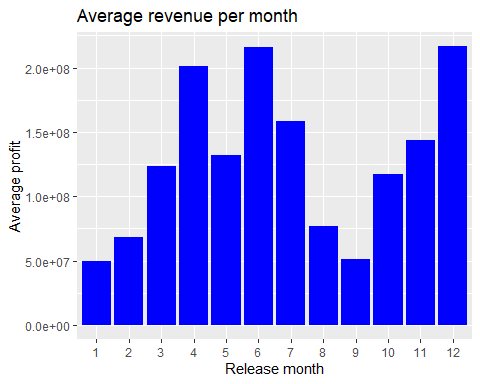 Average revenue per month
Average profit
2.0e+08
1.5e+08
1.0e+08
5.0e+07
0.0e+00
1 2 3 4 5 6 7 8 9 10 11 12
Release month